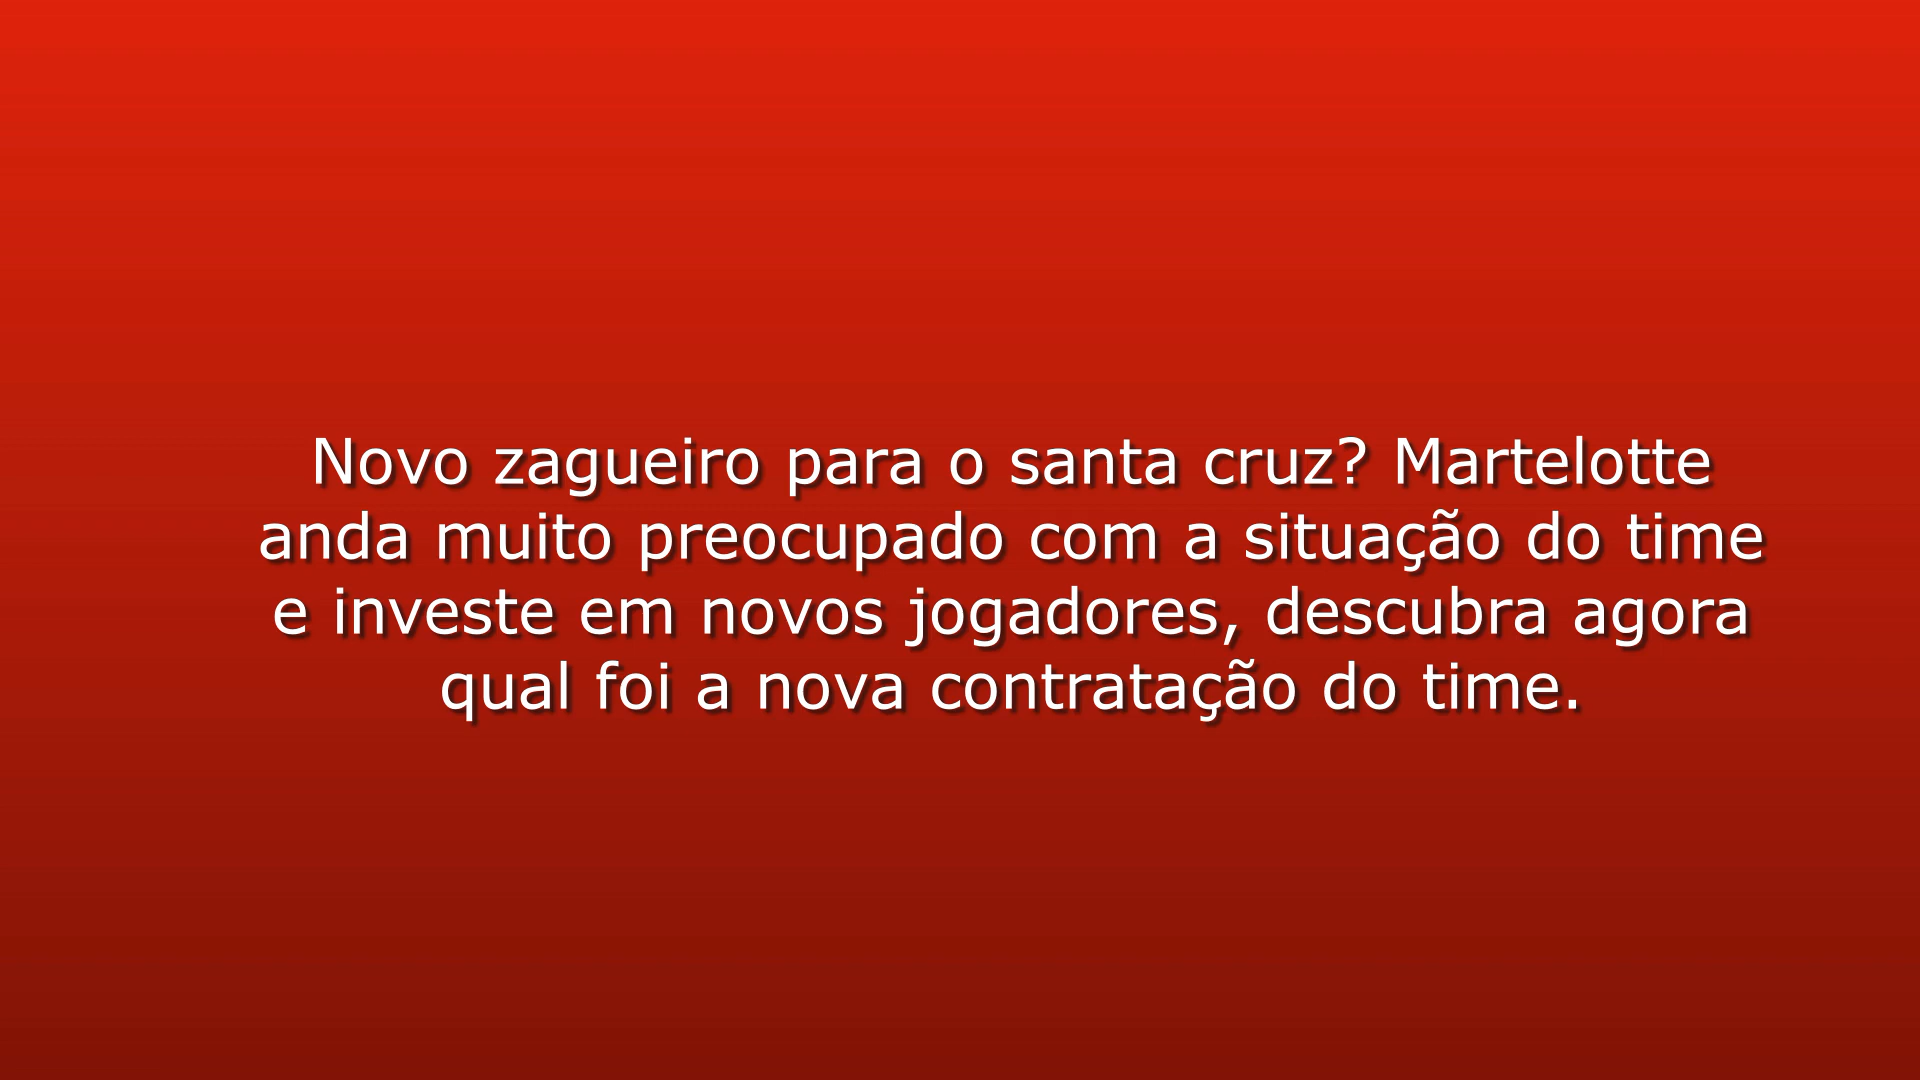 Novo zagueiro para o santa cruz? Martelotte
anda muito preocupado com a situação do time
e investe em novos jogadores, descubra agora
qual foi a nova contratação do time.